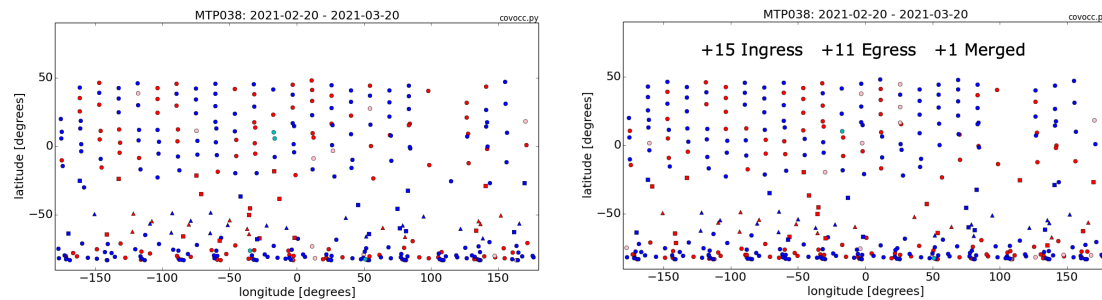 MTP038: 2021-02-20 - 2021-03-20
covocc.py
latitude [degrees]
50
0
−50
−150 −100 −50 0 50 100 150
longitude [degrees]
MTP038: 2021-02-20 - 2021-03-20
covocc.p
+15 Ingress +11 Egress +1 Merged
latitude [degrees]
50
0
−50
−150 −100 −50 0 50 100 150
longitude [degrees]